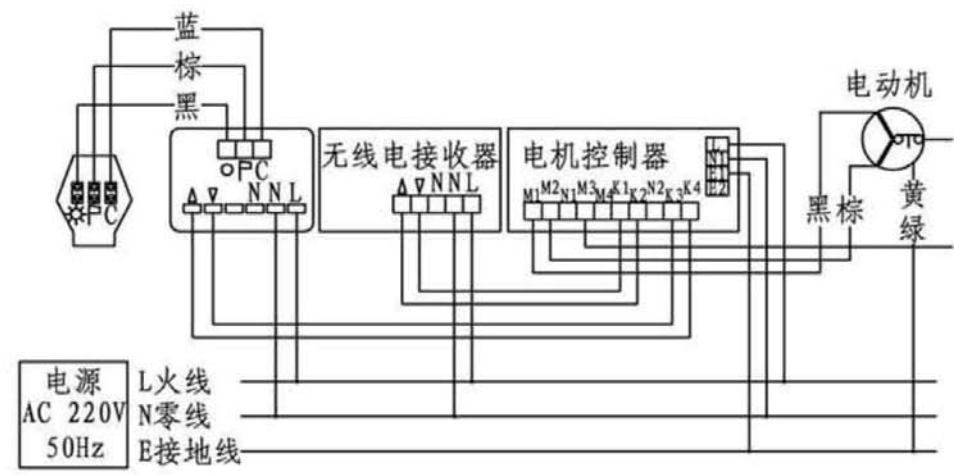 蓝
棕
黑
电动机
无线电接收器
电机控制器
L
N1
E1
E2
PC
N N L
N N L
M1 M2 N1 M3 M4 K1 K2 N2 K3 K4
PC
黑 棕
黄绿
电源
AC 220V
50Hz
L火线
N零线
E接地线